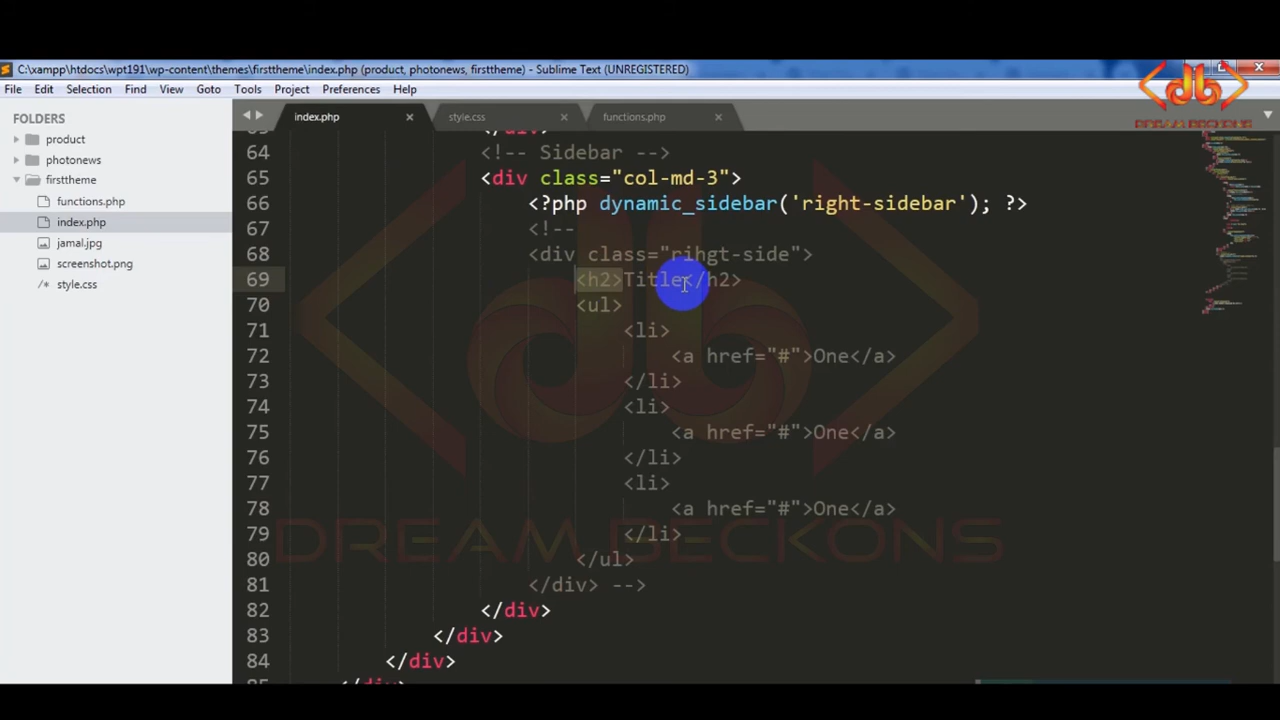 C:\xampp\htdocs\wpt191\wp-content\themes\firsttheme\index.php (product, photonews, firsttheme) - Sublime Text (UNREGISTERED)
File Edit Selection Find View Goto Tools Project Preferences Help
DREAM BECKONS
FOLDERS
product
photonews
firsttheme
functions.php
index.php
jamal.jpg
screenshot.png
style.css
index.php style.css functions.php
</div>
64 <!-- Sidebar -->
65 <div class="col-md-3">
66 <?php dynamic_sidebar('right-sidebar'); ?>
67 <!--
68 <div class="rihgt-side">
69 <h2>Title</h2>
70 <ul>
71 <li>
72 <a href="#">One</a>
73 </li>
74 <li>
75 <a href="#">One</a>
76 </li>
77 <li>
78 <a href="#">One</a>
79 </li>
80 </ul>
81 </div> -->
82 </div>
83 </div>
84 </div>
DREAM BECKONS